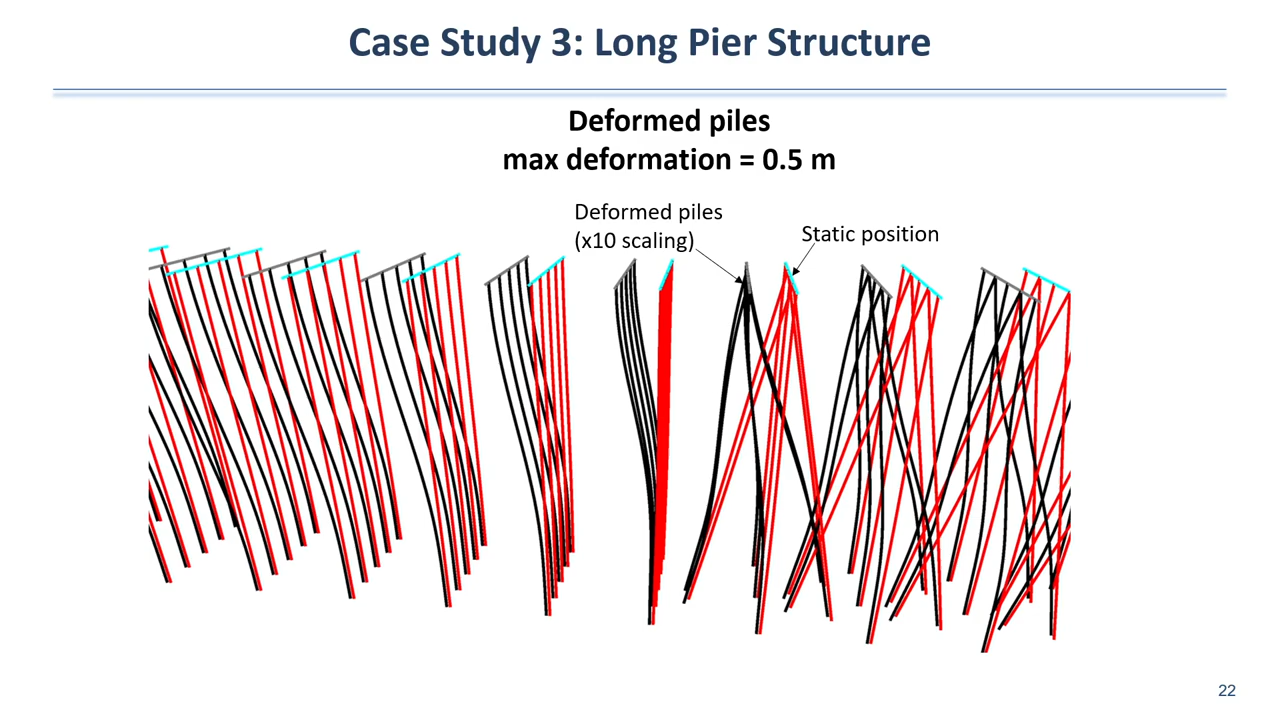 Case Study 3: Long Pier Structure
Deformed piles
max deformation = 0.5 m
Deformed piles
(x10 scaling)
Static position
22